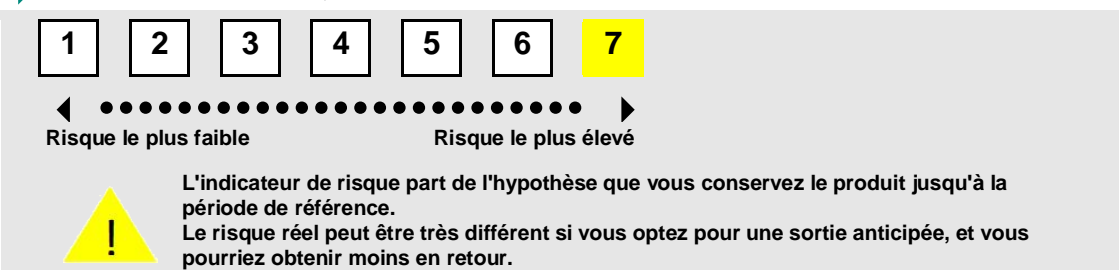 1 2 3 4 5 6 7
Risque le plus faible Risque le plus élevé
L'indicateur de risque part de l'hypothèse que vous conservez le produit jusqu'à la
période de référence.
Le risque réel peut être très différent si vous optez pour une sortie anticipée, et vous
pourriez obtenir moins en retour.
!